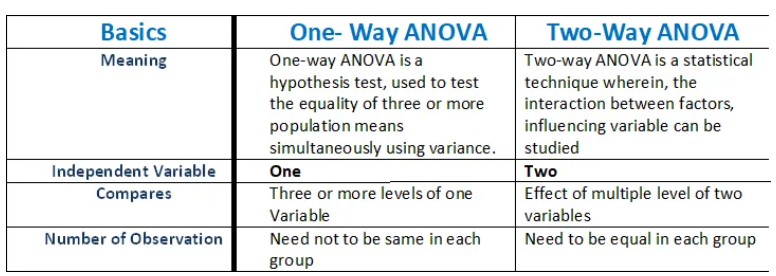 Basics One- Way ANOVA Two-Way ANOVA
Meaning
One-way ANOVA is a
hypothesis test, used to test
the equality of three or more
population means
simultaneously using variance.
Two-way ANOVA is a statistical
technique wherein, the
interaction between factors,
influencing variable can be
studied
Independent Variable One Two
Compares
Three or more levels of one
Variable
Effect of multiple level of two
variables
Number of Observation
Need not to be same in each
group
Need to be equal in each group